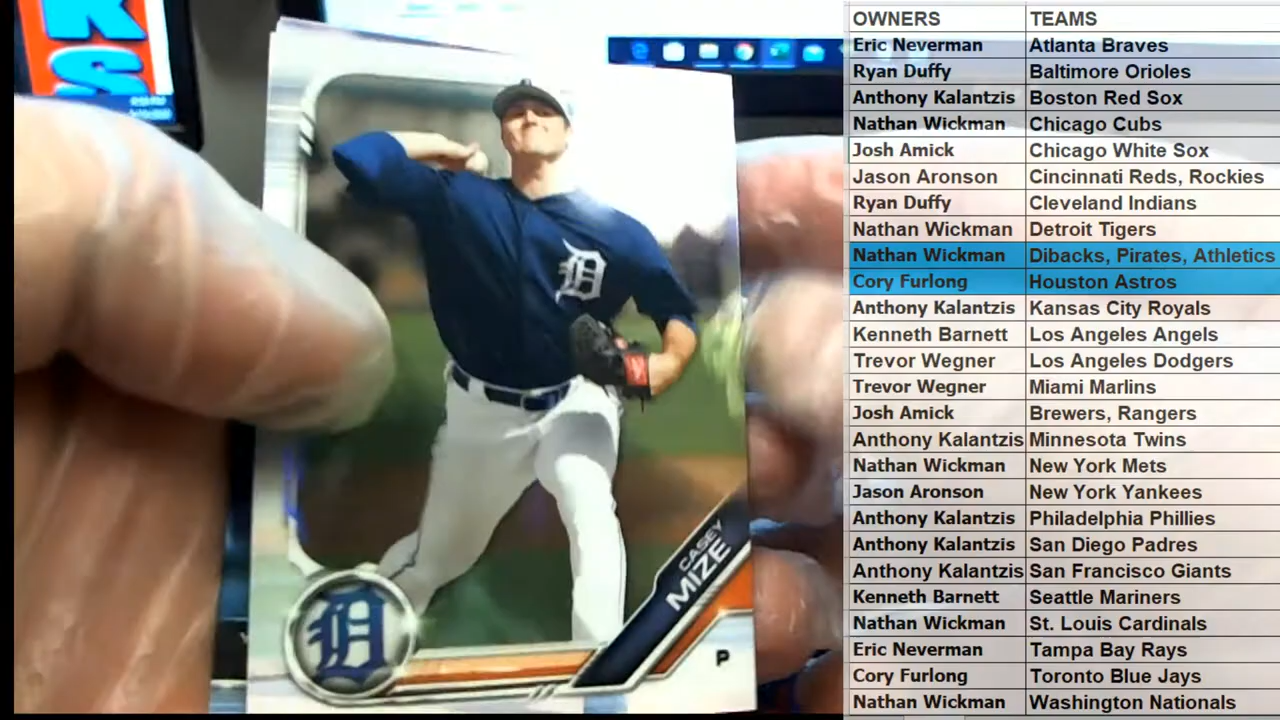 K
S
D
CASEY
MIZE
P
D
OWNERS TEAMS
Eric Neverman Atlanta Braves
Ryan Duffy Baltimore Orioles
Anthony Kalantzis Boston Red Sox
Nathan Wickman Chicago Cubs
Josh Amick Chicago White Sox
Jason Aronson Cincinnati Reds, Rockies
Ryan Duffy Cleveland Indians
Nathan Wickman Detroit Tigers
Nathan Wickman Dibacks, Pirates, Athletics
Cory Furlong Houston Astros
Anthony Kalantzis Kansas City Royals
Kenneth Barnett Los Angeles Angels
Trevor Wegner Los Angeles Dodgers
Trevor Wegner Miami Marlins
Josh Amick Brewers, Rangers
Anthony Kalantzis Minnesota Twins
Nathan Wickman New York Mets
Jason Aronson New York Yankees
Anthony Kalantzis Philadelphia Phillies
Anthony Kalantzis San Diego Padres
Anthony Kalantzis San Francisco Giants
Kenneth Barnett Seattle Mariners
Nathan Wickman St. Louis Cardinals
Eric Neverman Tampa Bay Rays
Cory Furlong Toronto Blue Jays
Nathan Wickman Washington Nationals